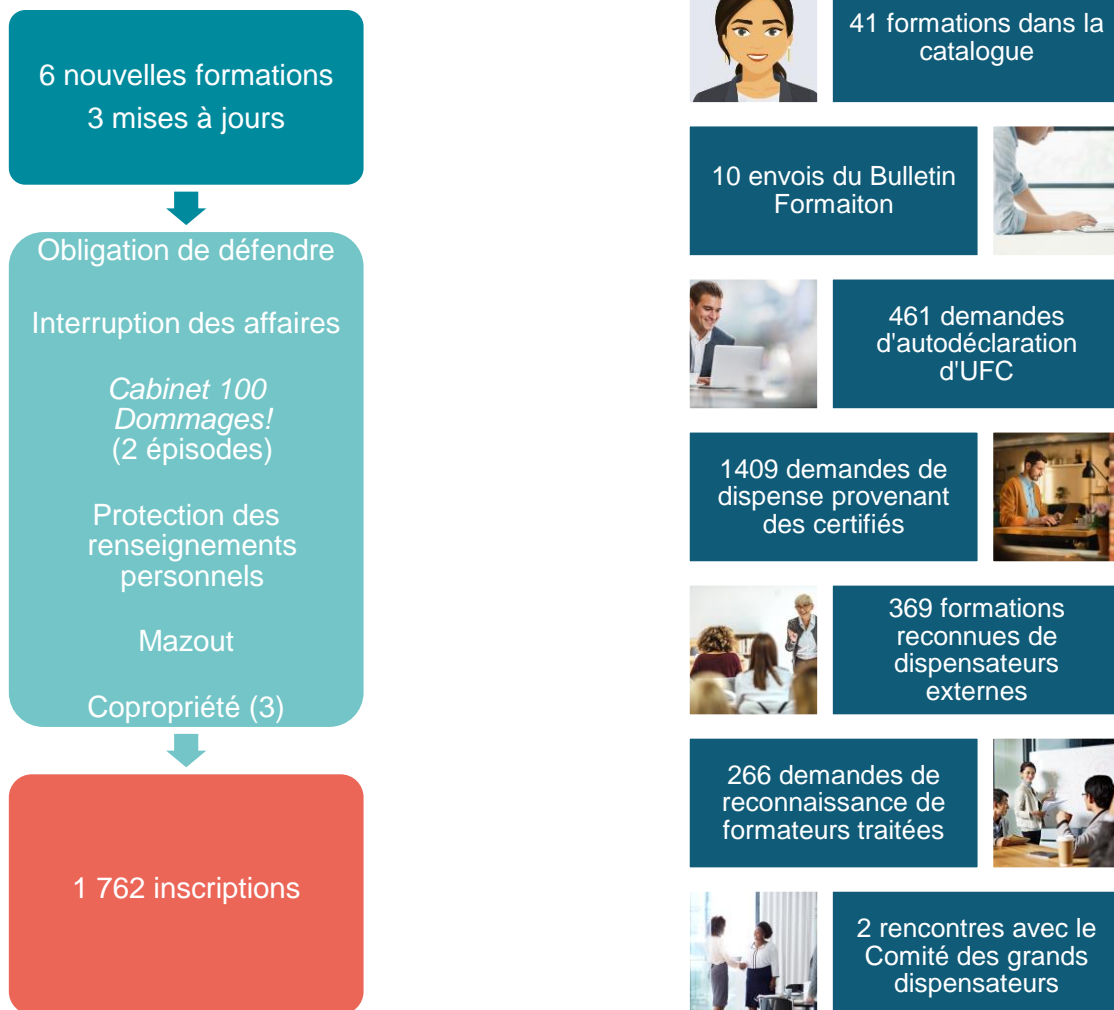 6 nouvelles formations
3 mises à jours
Obligation de défendre
Interruption des affaires
Cabinet 100
Dommages!
(2 épisodes)
Protection des
renseignements
personnels
Mazout
Copropriété (3)
1 762 inscriptions
41 formations dans la
catalogue
10 envois du Bulletin
Formaiton
461 demandes
d'autodéclaration
d'UFC
1409 demandes de
dispense provenant
des certifiés
369 formations
reconnues de
dispensateurs
externes
266 demandes de
reconnaissance de
formateurs traitées
2 rencontres avec le
Comité des grands
dispensateurs